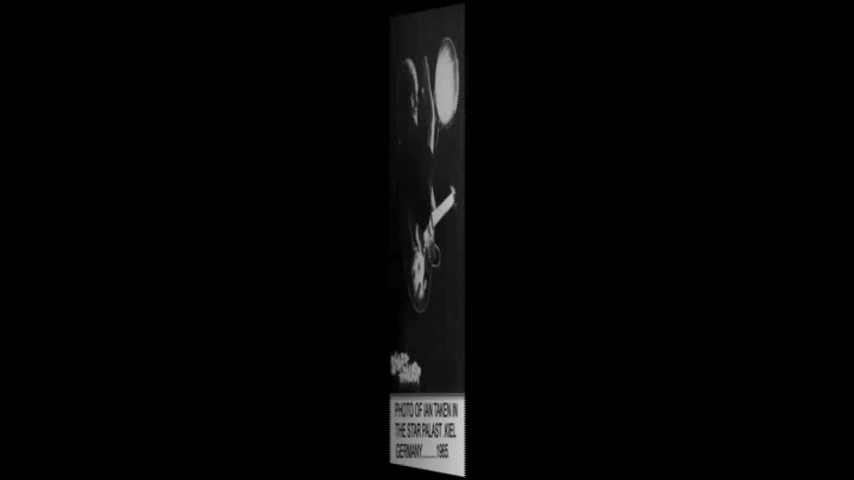 PHOTO OF IAN TAKEN IN
THE STAR PALAST .KIEL
GERMANY.........1965